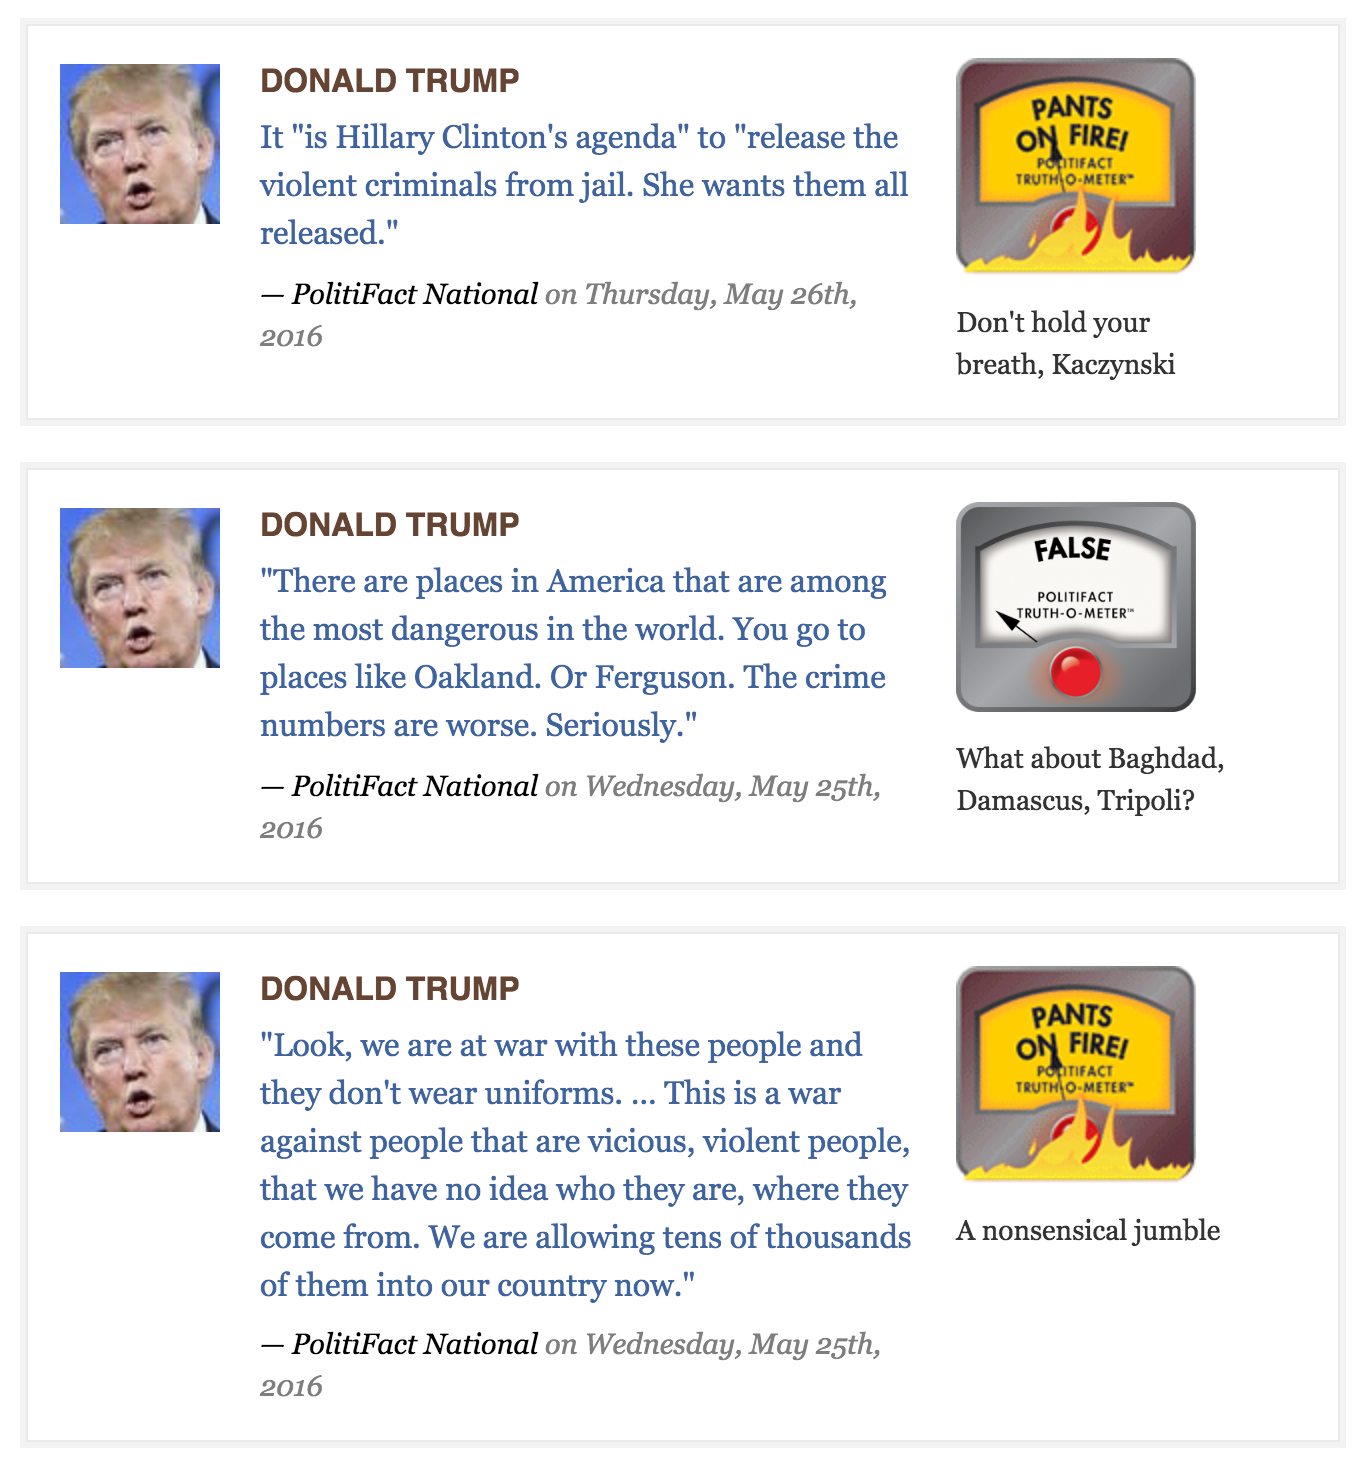 DONALD TRUMP
It "is Hillary Clinton's agenda" to "release the
violent criminals from jail. She wants them all
released."
— PolitiFact National on Thursday, May 26th,
2016
PANTS
ON FIRE!
POLITIFACT
TRUTH-O-METER™
Don't hold your
breath, Kaczynski
DONALD TRUMP
"There are places in America that are among
the most dangerous in the world. You go to
places like Oakland. Or Ferguson. The crime
numbers are worse. Seriously."
— PolitiFact National on Wednesday, May 25th,
2016
FALSE
POLITIFACT
TRUTH-O-METER™
What about Baghdad,
Damascus, Tripoli?
DONALD TRUMP
"Look, we are at war with these people and
they don't wear uniforms. ... This is a war
against people that are vicious, violent people,
that we have no idea who they are, where they
come from. We are allowing tens of thousands
of them into our country now."
— PolitiFact National on Wednesday, May 25th,
2016
PANTS
ON FIRE!
POLITIFACT
TRUTH-O-METER™
A nonsensical jumble